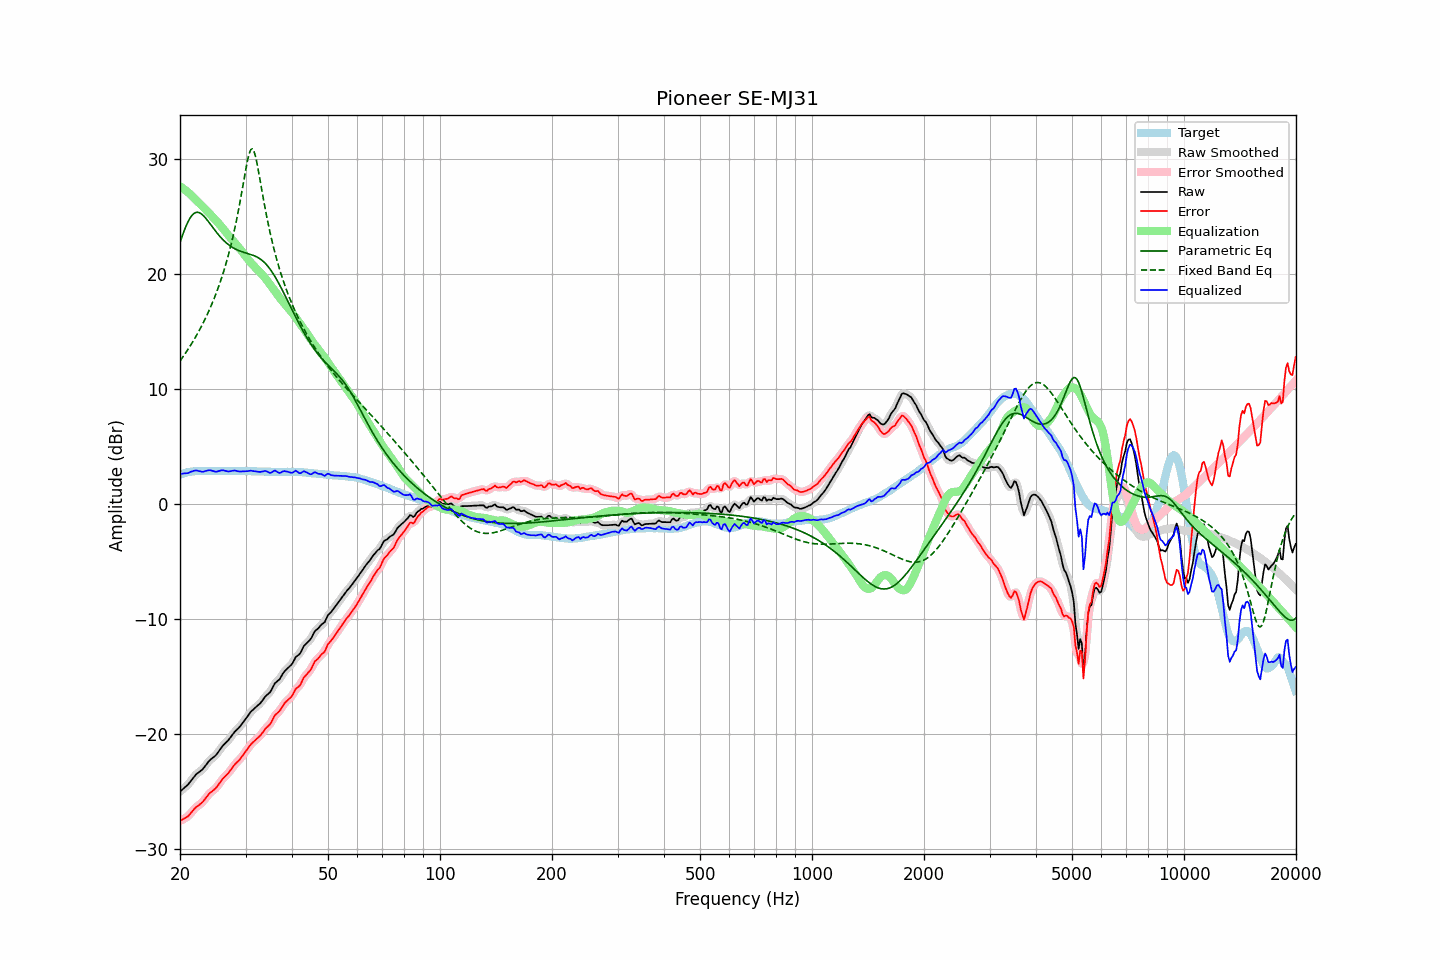 Pioneer SE-MJ31
Target
Raw Smoothed
Error Smoothed
Raw
Error
Equalization
Parametric Eq
Fixed Band Eq
Equalized
Amplitude (dBr)
30
20
10
0
−10
−20
−30
20
50
100
200
500
1000
2000
5000
10000
20000
Frequency (Hz)